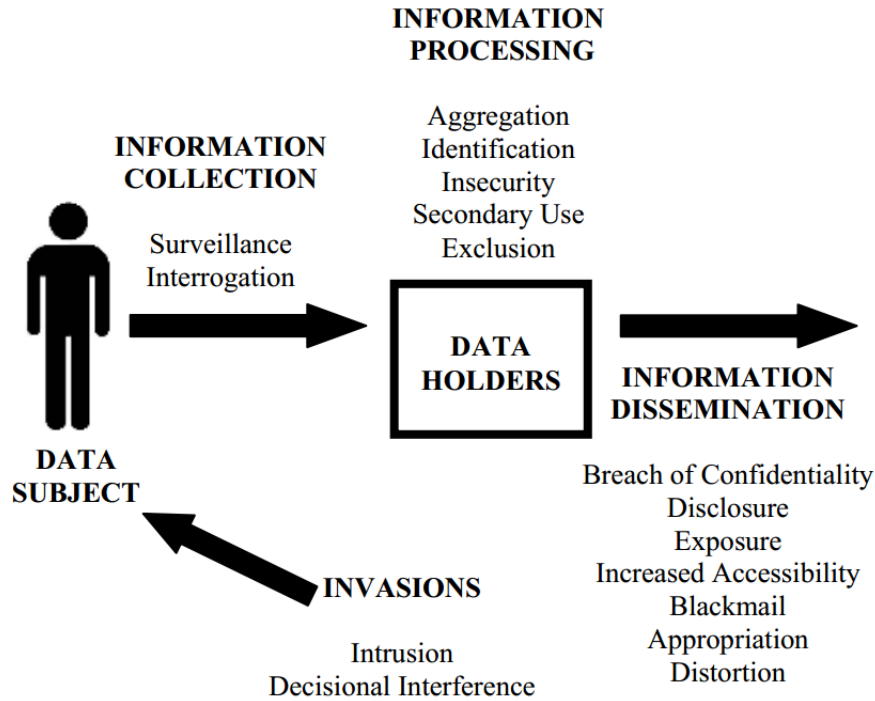 INFORMATION
PROCESSING
Aggregation
Identification
Insecurity
Secondary Use
Exclusion
INFORMATION
COLLECTION
Surveillance
Interrogation
DATA
HOLDERS
INFORMATION
DISSEMINATION
Breach of Confidentiality
Disclosure
Exposure
Increased Accessibility
Blackmail
Appropriation
Distortion
DATA
SUBJECT
INVASIONS
Intrusion
Decisional Interference